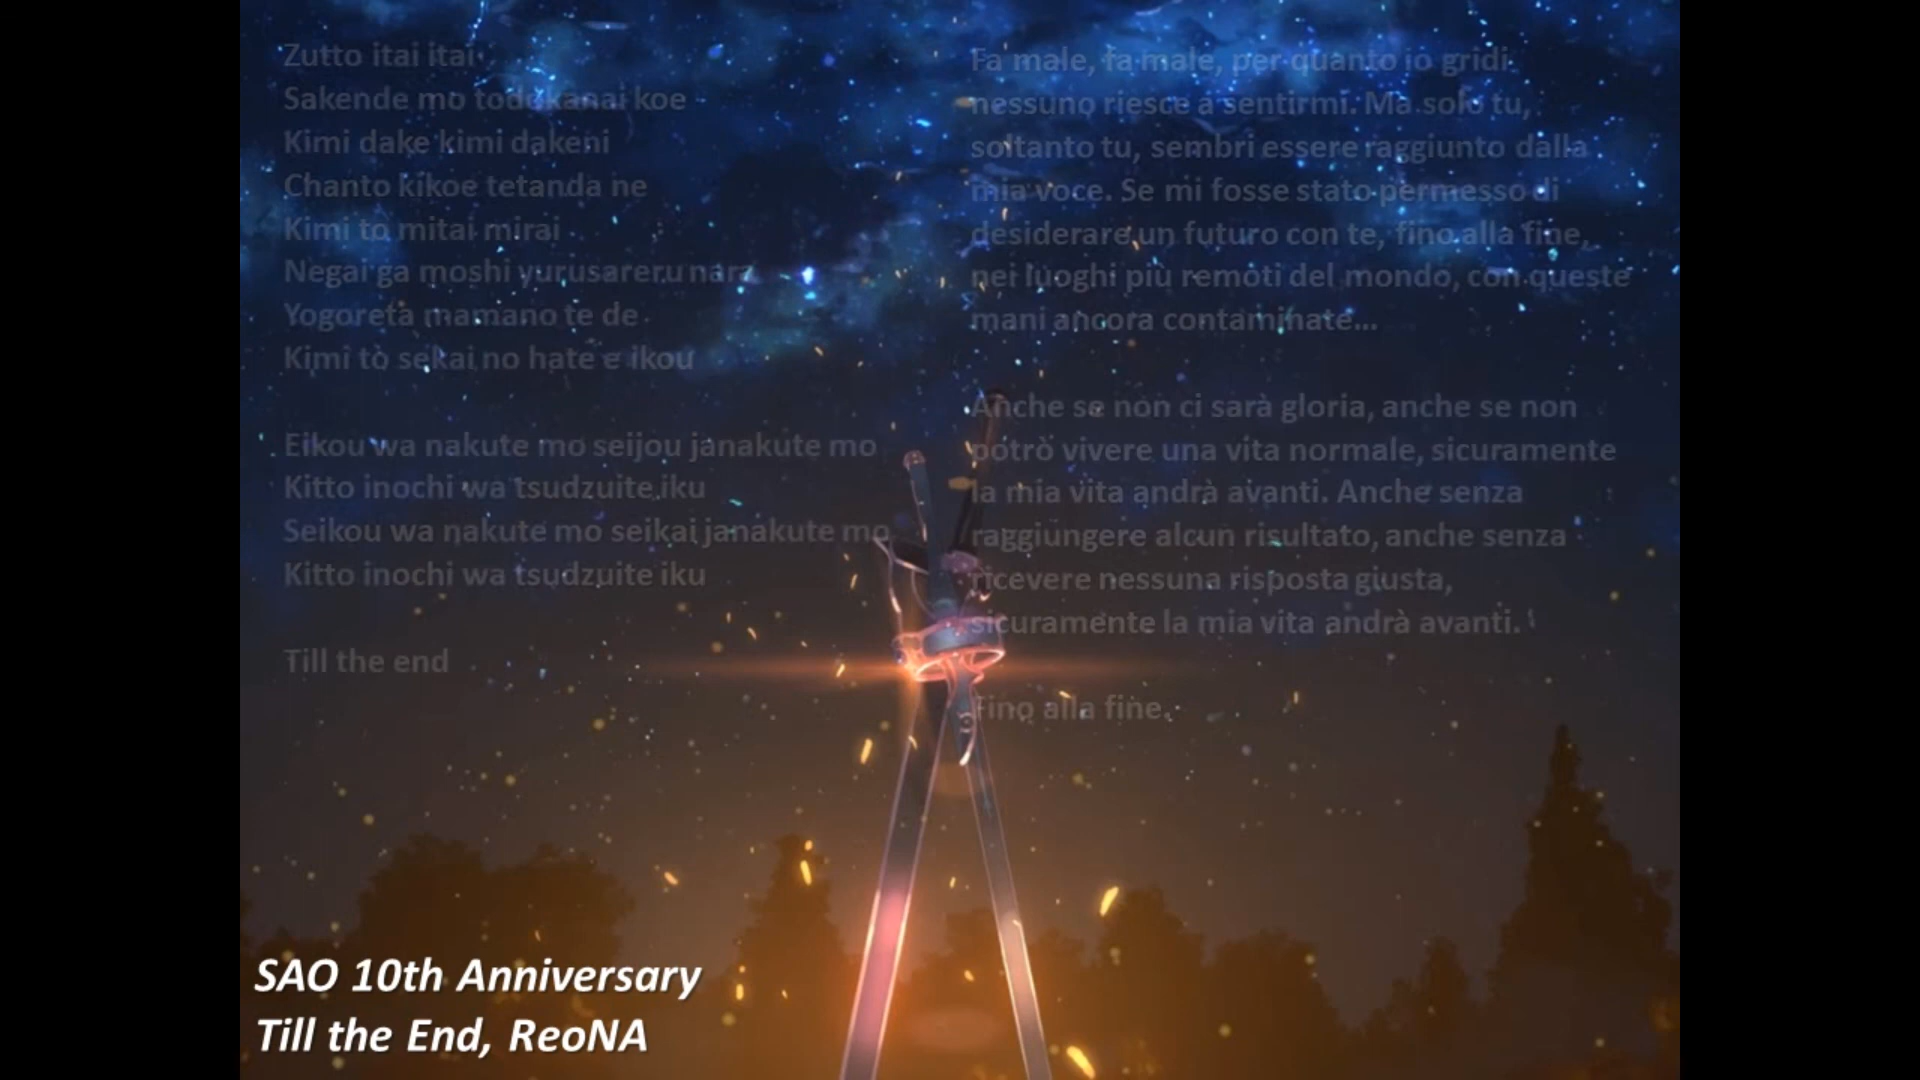 Zutto itai itai
Sakende mo todokanai koe
Kimi dake kimi dakeni
Chanto kikoe tetanda ne
Kimi to mitai mirai
Negai ga moshi yurusareru nara
Yogoreta mamano te de
Kimi to sekai no hate e ikou
Eikou wa nakute mo seijou janakute mo
Kitto inochi wa tsudzuite iku
Seikou wa nakute mo seikai janakute mo
Kitto inochi wa tsudzuite iku
Till the end
Fa male, fa male, per quanto io gridi
nessuno riesce a sentirmi. Ma solo tu,
soltanto tu, sembri essere raggiunto dalla
mia voce. Se mi fosse stato permesso di
desiderare un futuro con te, fino alla fine,
nei luoghi più remoti del mondo, con queste
mani ancora contaminate...
Anche se non ci sarà gloria, anche se non
potrò vivere una vita normale, sicuramente
la mia vita andrà avanti. Anche senza
raggiungere alcun risultato, anche senza
ricevere nessuna risposta giusta,
sicuramente la mia vita andrà avanti.
Fino alla fine.
SAO 10th Anniversary
Till the End, ReoNA